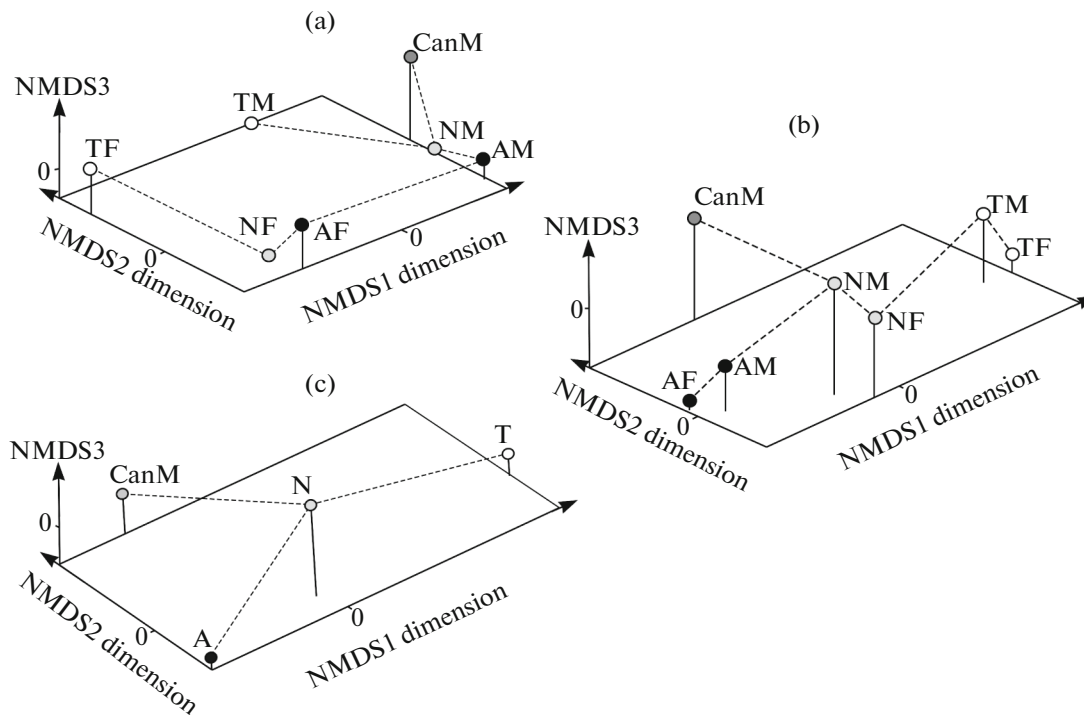 (a)
CanM
NMDS3
TM
NM
AM
TF
0
NF
AF
0
0
NMDS2 dimension
NMDS1 dimension
(b)
CanM
TM
NMDS3
TF
NM
0
NF
AM
AF
0
0
NMDS2 dimension
NMDS1 dimension
(c)
NMDS3
T
CanM
N
0
0
A
0
NMDS2 dimension
NMDS1 dimension